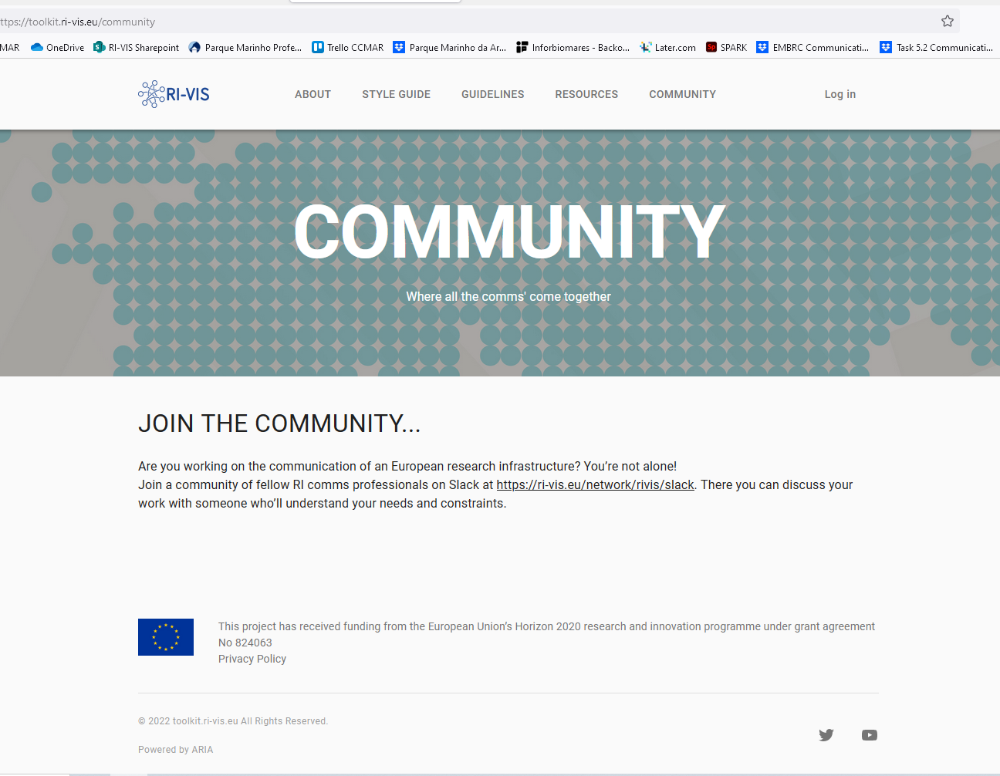 ttps://toolkit.ri-vis.eu/community
MAR OneDrive RI-VIS Sharepoint Parque Marinho Profe... Trello CCMAR Parque Marinho da Ar... Inforbiomares - Backo... Later.com Sp SPARK EMBRC Communicati... Task 5.2 Communicati...
RI-VIS ABOUT STYLE GUIDE GUIDELINES RESOURCES COMMUNITY Log in
COMMUNITY
Where all the comms' come together
JOIN THE COMMUNITY...
Are you working on the communication of an European research infrastructure? You’re not alone!
Join a community of fellow RI comms professionals on Slack at https://ri-vis.eu/network/rivis/slack. There you can discuss your
work with someone who’ll understand your needs and constraints.
This project has received funding from the European Union’s Horizon 2020 research and innovation programme under grant agreement
No 824063
Privacy Policy
© 2022 toolkit.ri-vis.eu All Rights Reserved.
Powered by ARIA